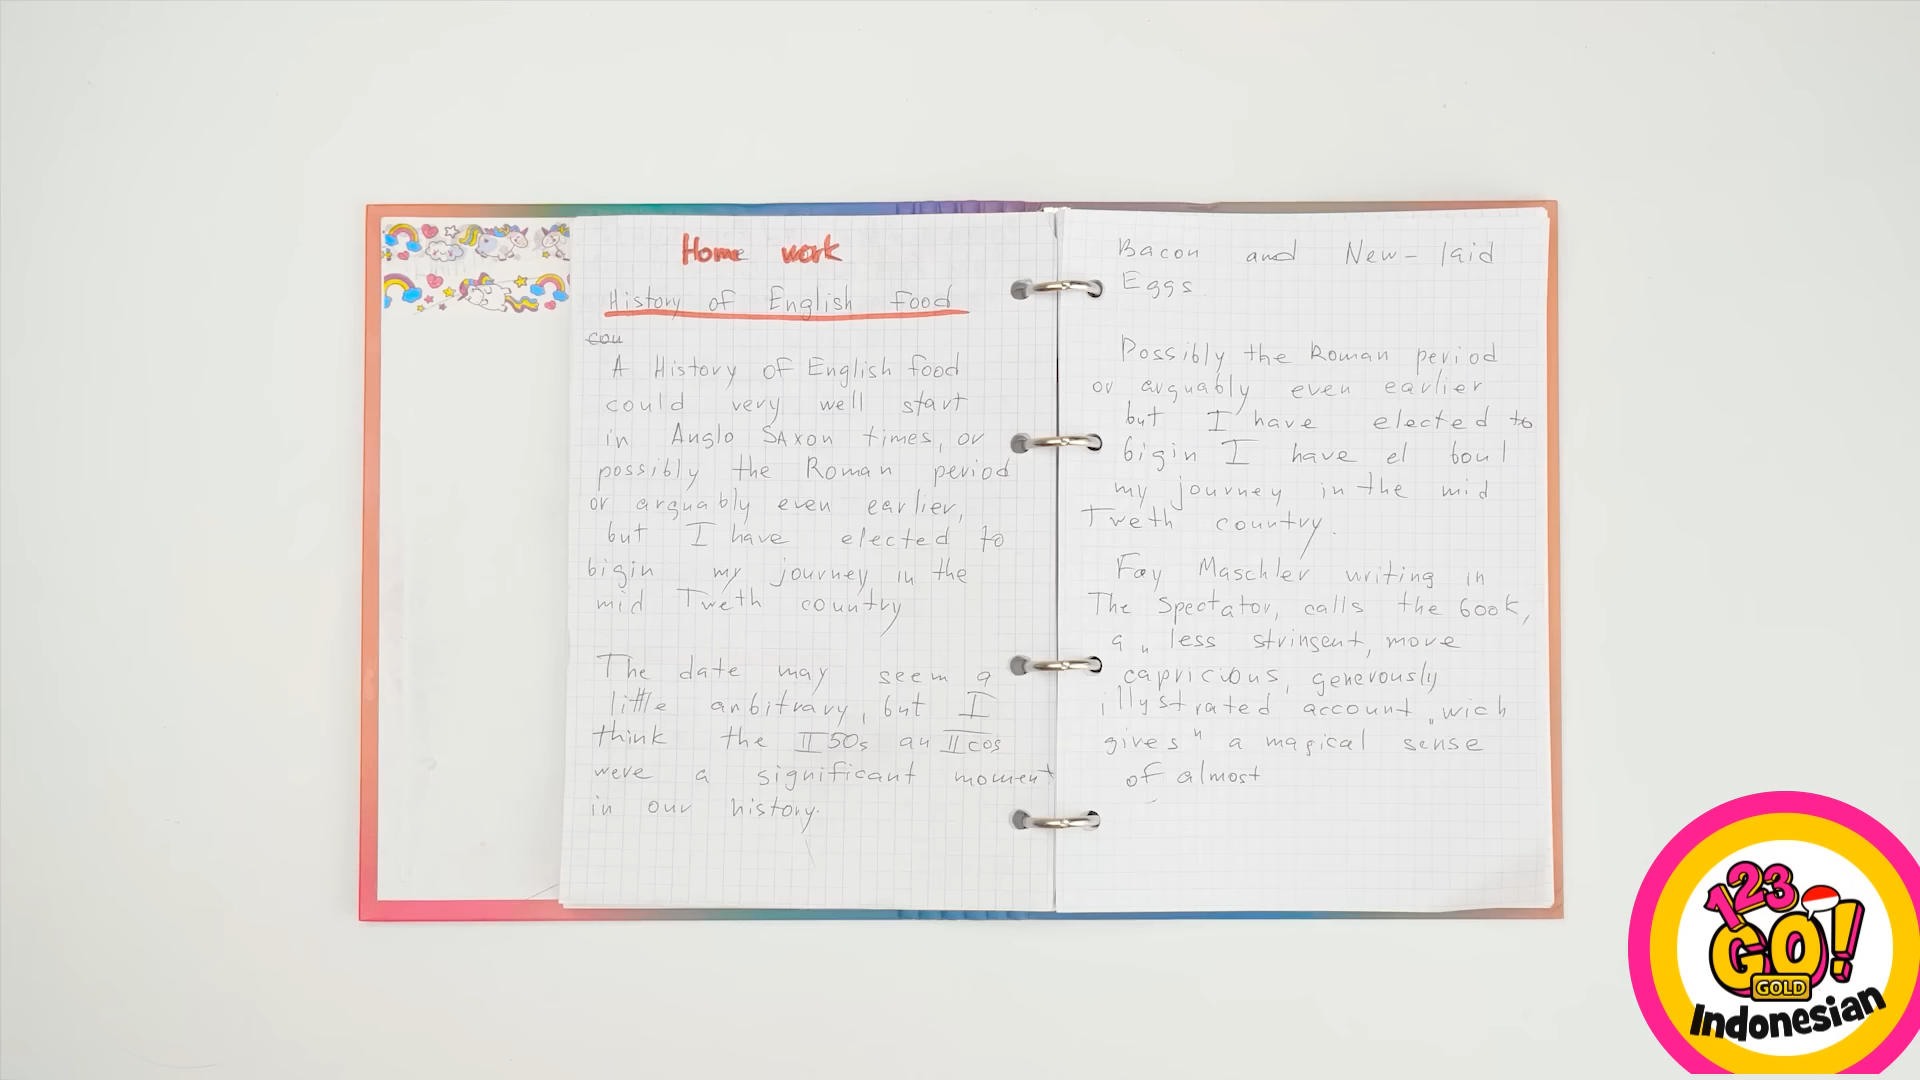 Home work
History of English food
cou
A History of English food
could very well start
in Anglo SAxon times, or
possibly the Roman period
or arguably even earlier,
but I have elected to
bigin my journey in the
mid Tweth country
The date may seem a
little arbitrary, but I
think the II50s an IIcos
were a significant moment
in our history.
Bacon and New-laid
Eggs
Possibly the Roman period
or arguably even earlier
but I have elected to
bigin I have el boul
my journey in the mid
Tweth country.
Fay Maschler writing in
The Spectator, calls the book,
a „ less stringent, more
capricious, generously
illystrated account „wich
gives" a magical sense
of almost
123
GO!
GOLD
Indonesian